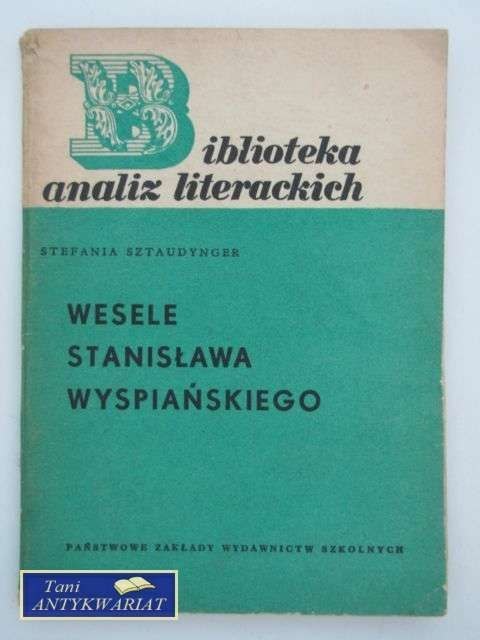 Biblioteka
analiz literackich
STEFANIA SZTAUDYNGER
WESELE
STANISŁAWA
WYSPIAŃSKIEGO
PAŃSTWOWE ZAKŁADY WYDAWNICTW SZKOLNYCH
Tani
ANTYKWARIAT